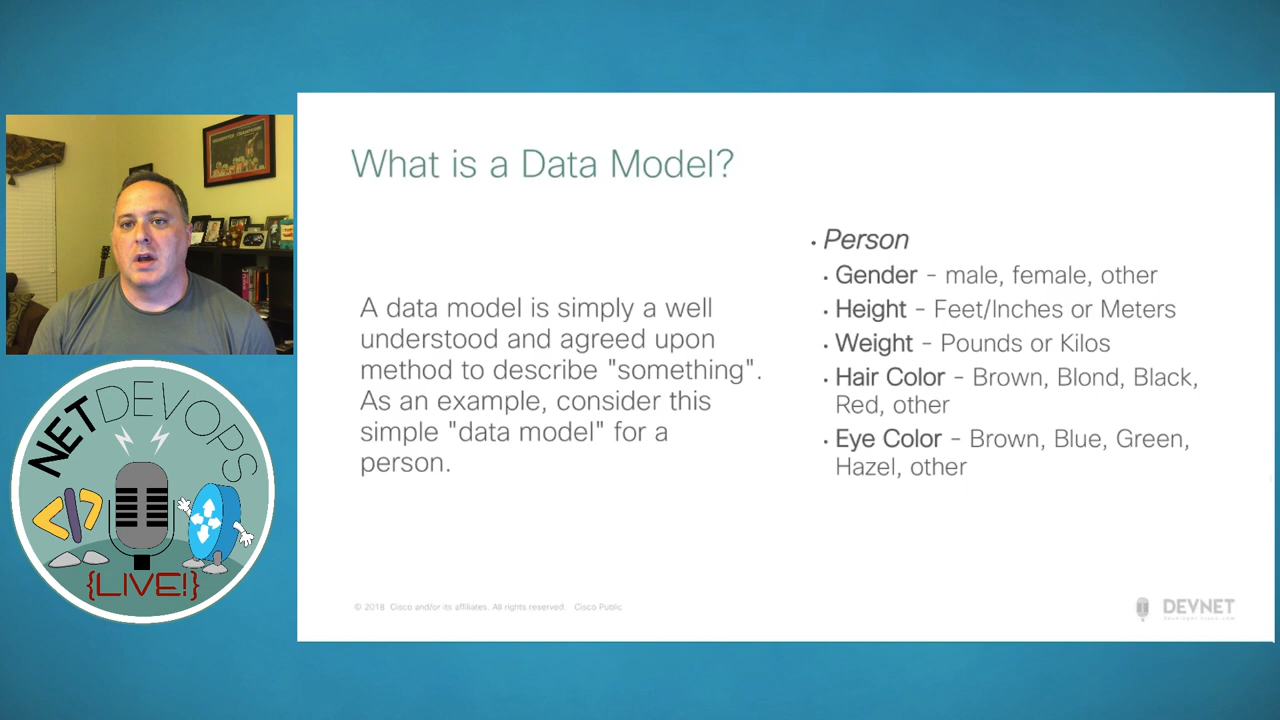 What is a Data Model?
A data model is simply a well
understood and agreed upon
method to describe "something".
As an example, consider this
simple "data model" for a
person.
• Person
• Gender – male, female, other
• Height – Feet/Inches or Meters
• Weight – Pounds or Kilos
• Hair Color – Brown, Blond, Black,
Red, other
• Eye Color – Brown, Blue, Green,
Hazel, other
NETDEVOPS
</>
{LIVE!}
© 2018 Cisco and/or its affiliates. All rights reserved. Cisco Public
DEVNET
developer.cisco.com